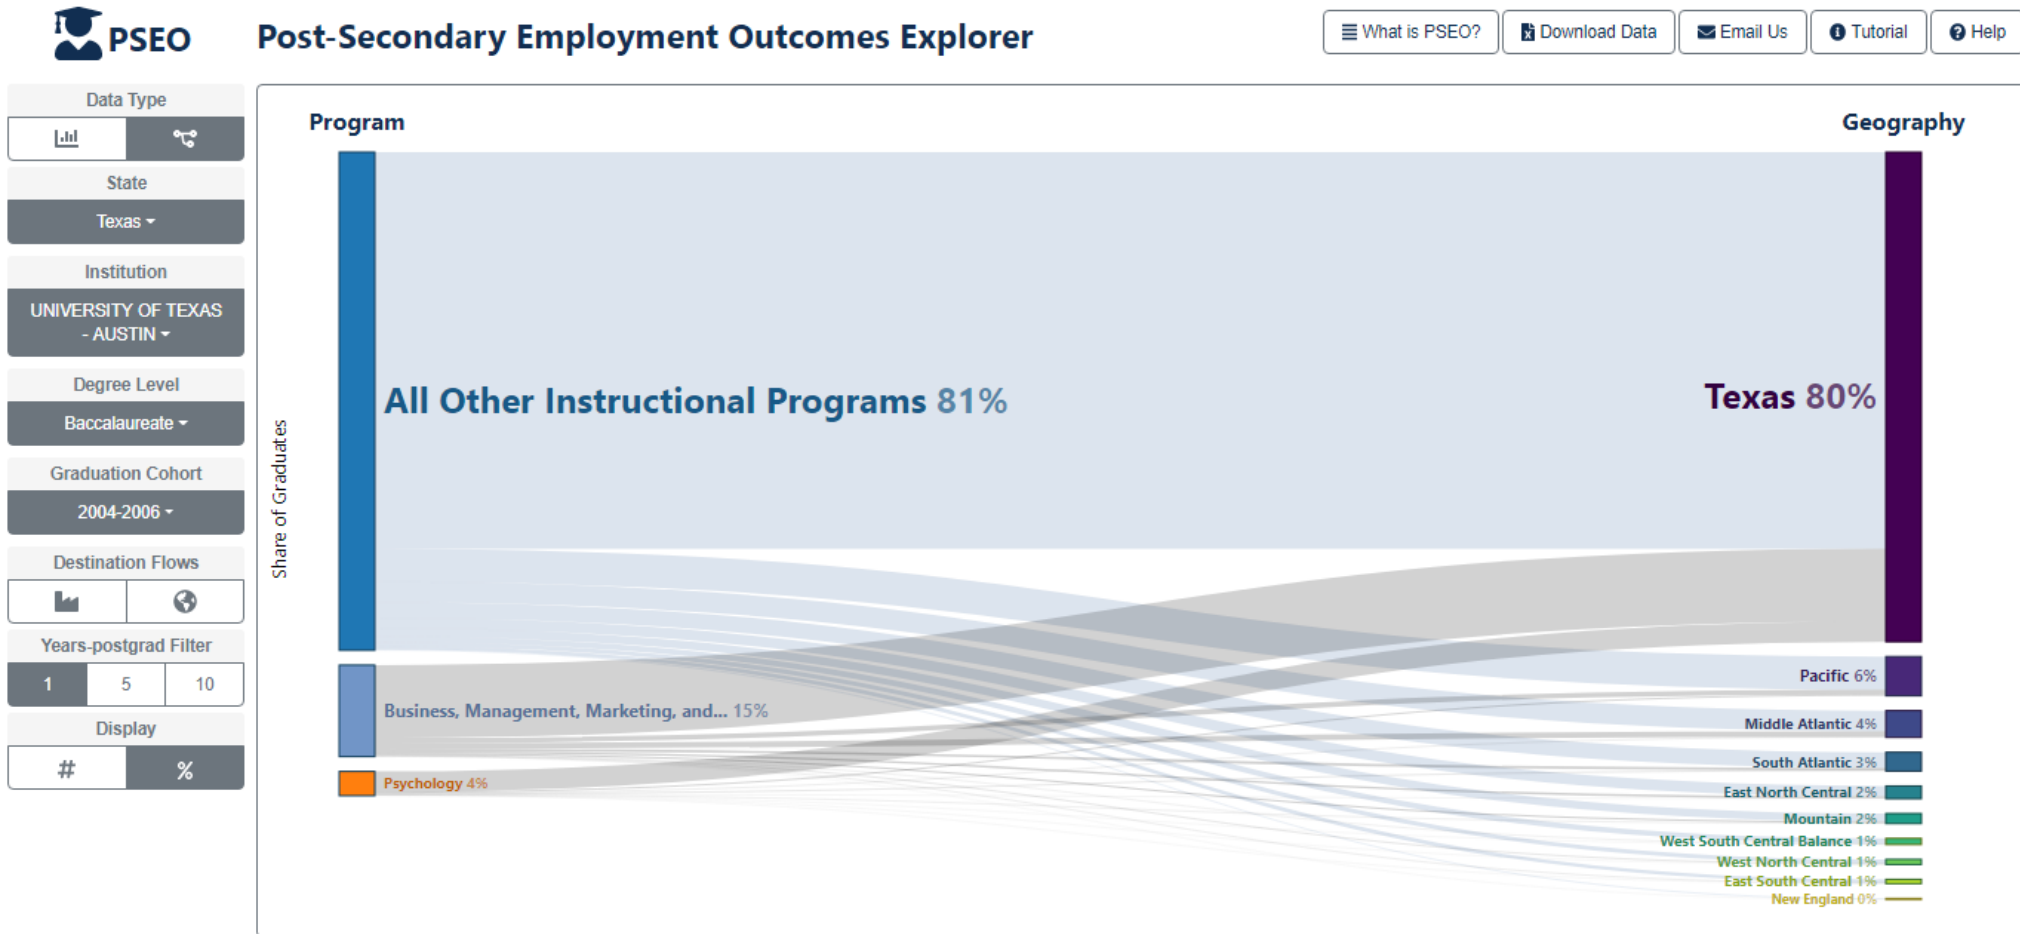 PSEO
Post-Secondary Employment Outcomes Explorer
What is PSEO?
Download Data
Email Us
Tutorial
Help
Data Type
State
Texas
Institution
UNIVERSITY OF TEXAS
- AUSTIN
Degree Level
Baccalaureate
Graduation Cohort
2004-2006
Destination Flows
Years-postgrad Filter
1 5 10
Display
# %
Program
Geography
Share of Graduates
All Other Instructional Programs 81%
Business, Management, Marketing, and... 15%
Psychology 4%
Texas 80%
Pacific 6%
Middle Atlantic 4%
South Atlantic 3%
East North Central 2%
Mountain 2%
West South Central Balance 1%
West North Central 1%
East South Central 1%
New England 0%